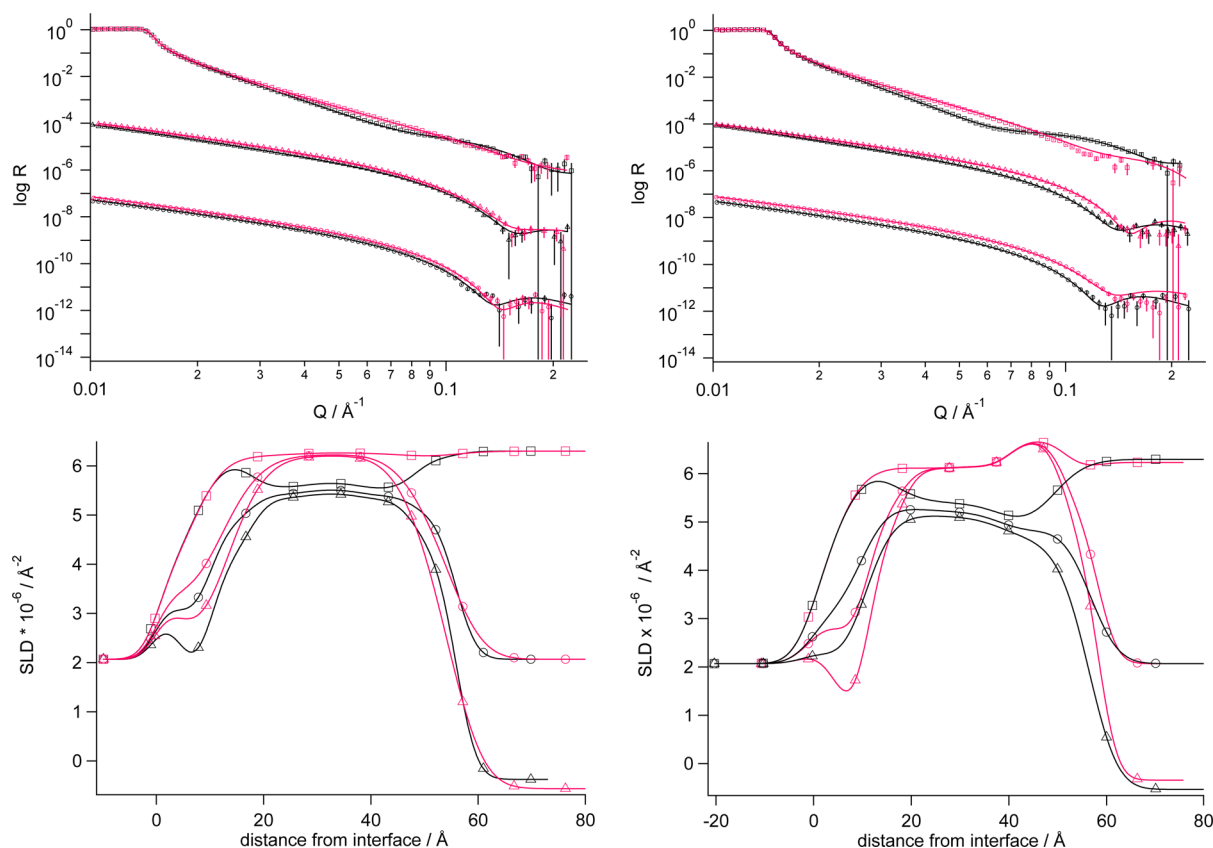 10⁰
10⁻²
10⁻⁴
10⁻⁶
10⁻⁸
10⁻¹⁰
10⁻¹²
10⁻¹⁴
log R
0.01 2 3 4 5 6 7 8 9 0.1 2
Q / Å⁻¹
10⁰
10⁻²
10⁻⁴
10⁻⁶
10⁻⁸
10⁻¹⁰
10⁻¹²
10⁻¹⁴
log R
0.01 2 3 4 5 6 7 8 9 0.1 2
Q / Å⁻¹
6
5
4
3
2
1
0
SLD * 10⁻⁶ / Å⁻²
0 20 40 60 80
distance from interface / Å
6
5
6
3
2
1
0
SLD x 10⁻⁶ / Å⁻²
-20 0 20 40 60 80
distance from interface / Å